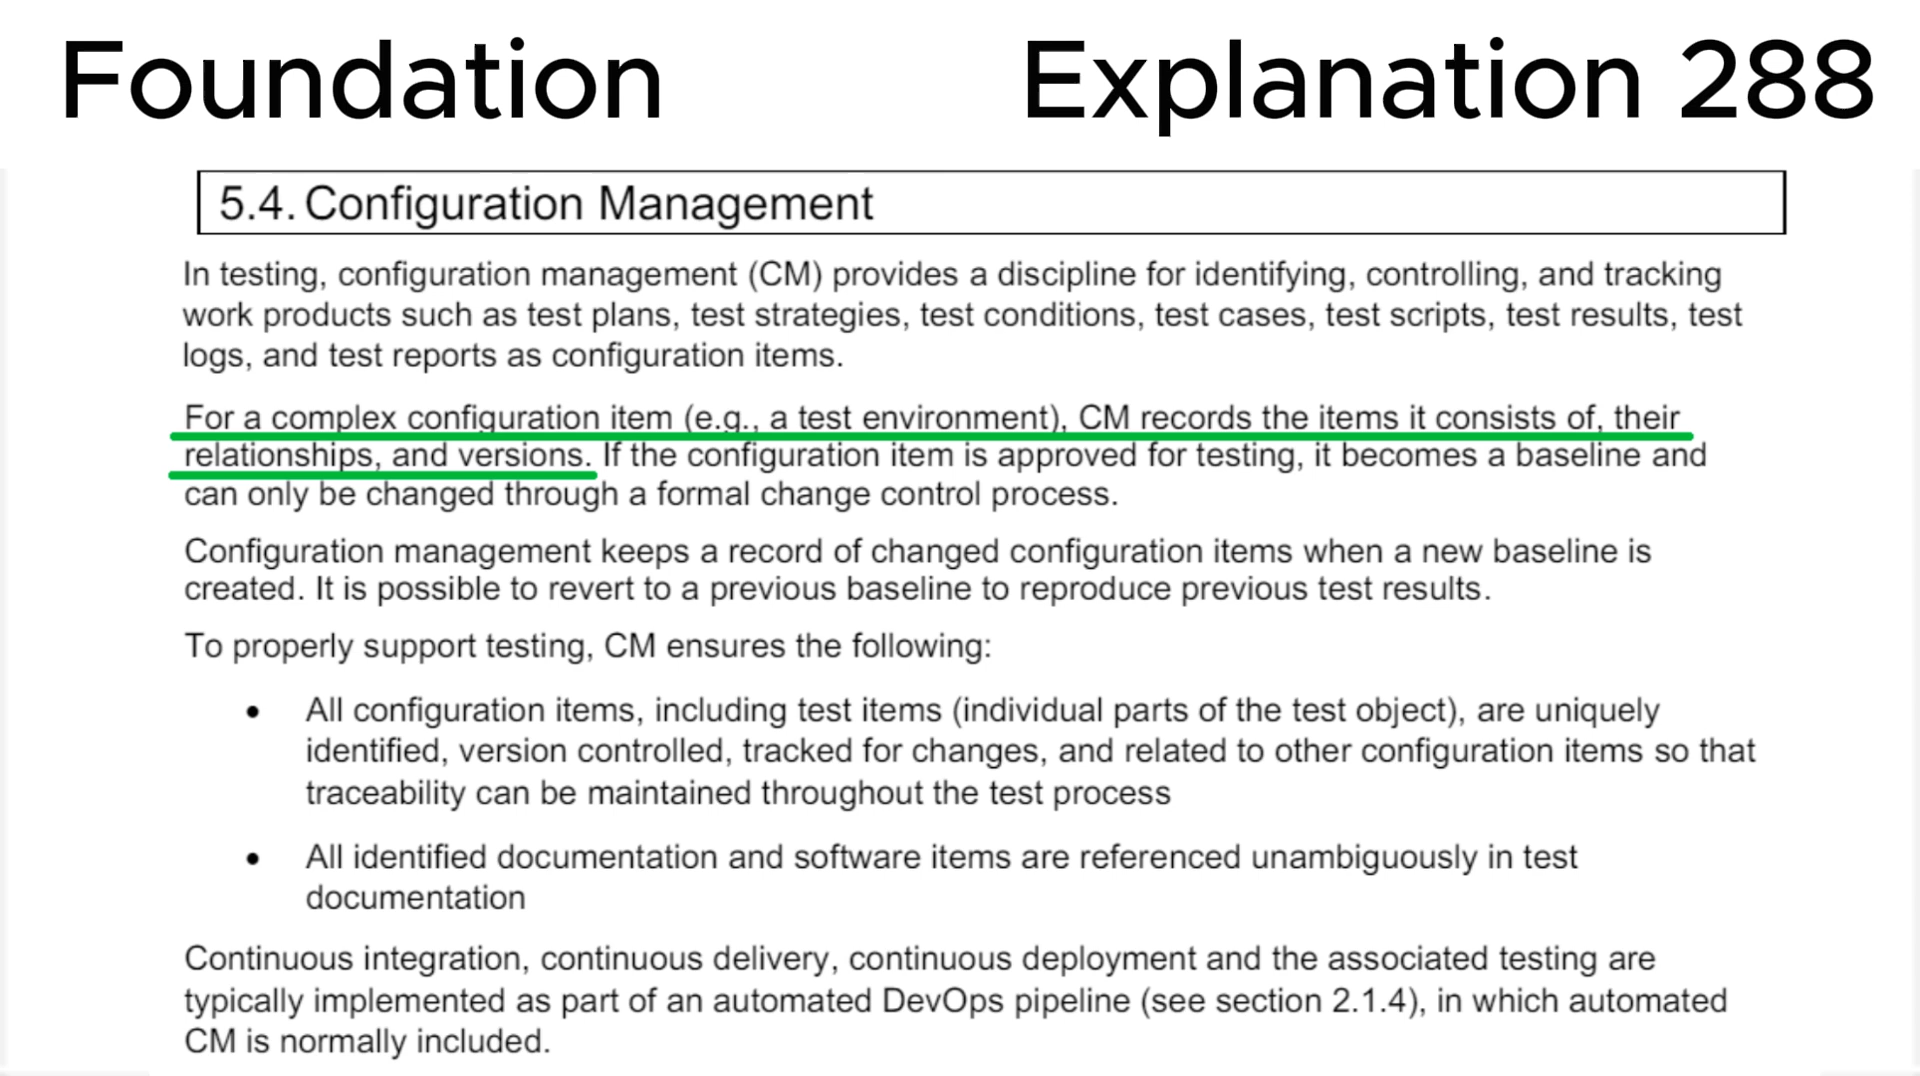 Foundation
Explanation 288
5.4. Configuration Management
In testing, configuration management (CM) provides a discipline for identifying, controlling, and tracking
work products such as test plans, test strategies, test conditions, test cases, test scripts, test results, test
logs, and test reports as configuration items.
For a complex configuration item (e.g., a test environment), CM records the items it consists of, their
relationships, and versions. If the configuration item is approved for testing, it becomes a baseline and
can only be changed through a formal change control process.
Configuration management keeps a record of changed configuration items when a new baseline is
created. It is possible to revert to a previous baseline to reproduce previous test results.
To properly support testing, CM ensures the following:
• All configuration items, including test items (individual parts of the test object), are uniquely
identified, version controlled, tracked for changes, and related to other configuration items so that
traceability can be maintained throughout the test process
• All identified documentation and software items are referenced unambiguously in test
documentation
Continuous integration, continuous delivery, continuous deployment and the associated testing are
typically implemented as part of an automated DevOps pipeline (see section 2.1.4), in which automated
CM is normally included.